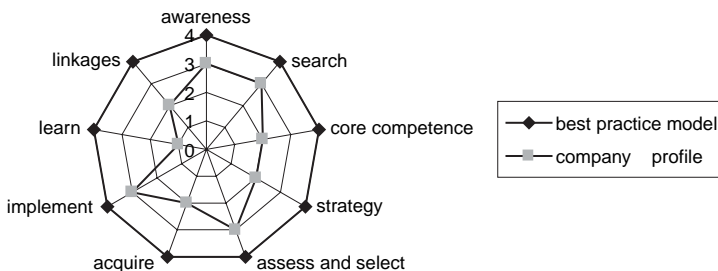 awareness
4
linkages
search
3
2
learn
1
core competence
0
best practice model
company profile
implement
strategy
acquire
assess and select